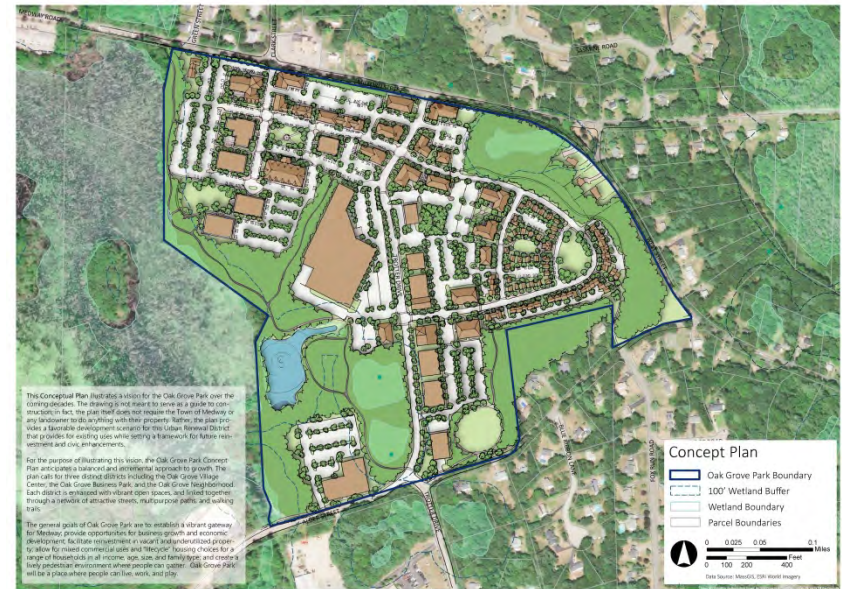 MEDWAY ROAD
GREEN STREET
CLARK STREET
This Conceptual Plan illustrates a vision for the Oak Grove Park over the
coming decades. The drawing is not meant to serve as a guide to con-
struction; in fact, the plan itself does not require the Town of Medway or
any landowner to do anything with their property. Rather, the plan pro-
vides a favorable development scenario for this Urban Renewal District
that provides for existing uses while setting a framework for future rein-
vestment and civic enhancements.
For the purpose of illustrating this vision, the Oak Grove Park Concept
Plan anticipates a balanced and incremental approach to growth. The
plan calls for three distinct districts including the Oak Grove Village
Center, the Oak Grove Business Park, and the Oak Grove Neighborhood.
Each district is enhanced with vibrant open spaces, and linked together
through a network of attractive streets, multipurpose paths, and walking
trails.
The general goals of Oak Grove Park are to establish a vibrant gateway
for Medway; provide opportunities for business growth and economic
development; facilitate reinvestment in vacant and underutilized proper-
ty; allow for mixed commercial uses and "lifecycle" housing choices for a
range of households in all income, age, size, and family type; and create a
lively pedestrian environment where people can gather. Oak Grove Park
will be a place where people can live, work, and play.
Concept Plan
Oak Grove Park Boundary
100' Wetland Buffer
Wetland Boundary
Parcel Boundaries
0 0.025 0.05 0.1
Miles
Feet
0 100 200 400
Data Source: MassGIS, ESRI World Imagery